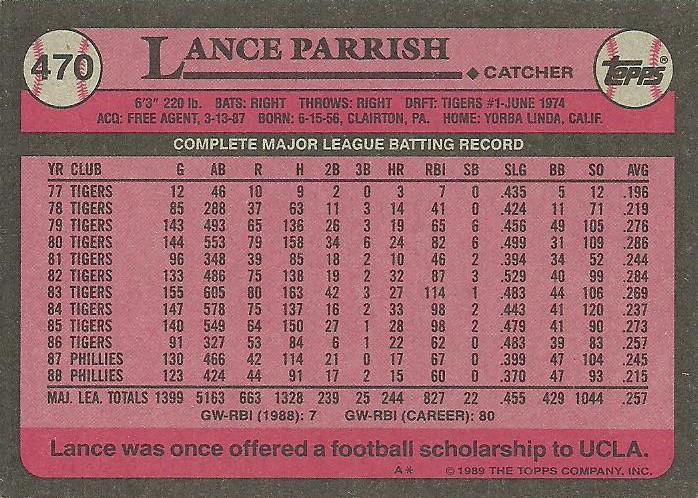 470
LANCE PARRISH
◆ CATCHER
TOPPS®
6'3" 220 lb. BATS: RIGHT THROWS: RIGHT DRFT: TIGERS #1-JUNE 1974
ACQ: FREE AGENT, 3-13-87 BORN: 6-15-56, CLAIRTON, PA. HOME: YORBA LINDA, CALIF.
COMPLETE MAJOR LEAGUE BATTING RECORD
YR CLUB G AB R H 2B 3B HR RBI SB SLG BB SO AVG
77 TIGERS 12 46 10 9 2 0 3 7 0 .435 5 12 .196
78 TIGERS 85 288 37 63 11 3 14 41 0 .424 11 71 .219
79 TIGERS 143 493 65 136 26 3 19 65 6 .456 49 105 .276
80 TIGERS 144 553 79 158 34 6 24 82 6 .499 31 109 .286
81 TIGERS 96 348 39 85 18 2 10 46 2 .394 34 52 .244
82 TIGERS 133 486 75 138 19 2 32 87 3 .529 40 99 .284
83 TIGERS 155 605 80 163 42 3 27 114 1 .483 44 106 .269
84 TIGERS 147 578 75 137 16 2 33 98 2 .443 41 120 .237
85 TIGERS 140 549 64 150 27 1 28 98 2 .479 41 90 .273
86 TIGERS 91 327 53 84 6 1 22 62 0 .483 39 83 .257
87 PHILLIES 130 466 42 114 21 0 17 67 0 .399 47 104 .245
88 PHILLIES 123 424 44 91 17 2 15 60 0 .370 47 93 .215
MAJ. LEA. TOTALS 1399 5163 663 1328 239 25 244 827 22 .455 429 1044 .257
GW-RBI (1988): 7 GW-RBI (CAREER): 80
Lance was once offered a football scholarship to UCLA.
A* © 1989 THE TOPPS COMPANY, INC.